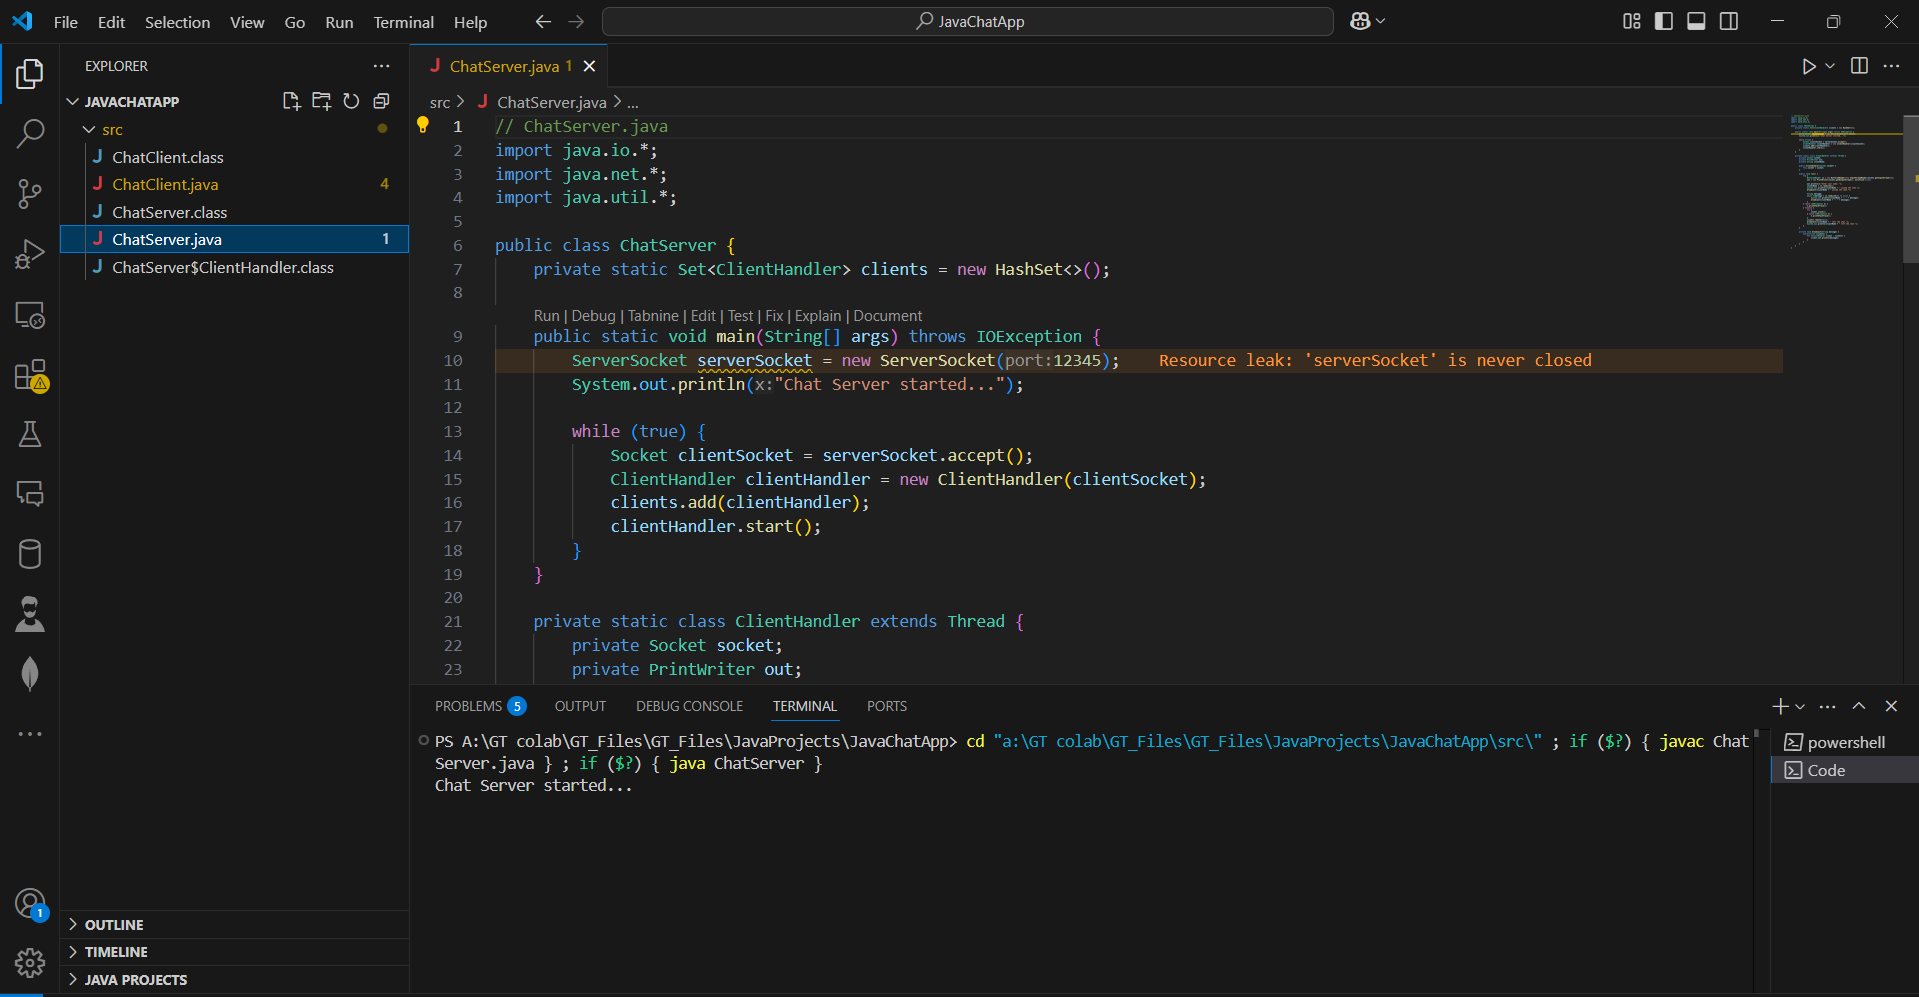 File Edit Selection View Go Run Terminal Help
JavaChatApp
EXPLORER
JAVACHATAPP
src
ChatClient.class
ChatClient.java 4
ChatServer.class
ChatServer.java 1
ChatServer$ClientHandler.class
OUTLINE
TIMELINE
JAVA PROJECTS
1
ChatServer.java 1
src > ChatServer.java > ...
1 // ChatServer.java
2 import java.io.*;
3 import java.net.*;
4 import java.util.*;
5
6 public class ChatServer {
7 private static Set<ClientHandler> clients = new HashSet<>();
8
Run | Debug | Tabnine | Edit | Test | Fix | Explain | Document
9 public static void main(String[] args) throws IOException {
10 ServerSocket serverSocket = new ServerSocket(port:12345); Resource leak: 'serverSocket' is never closed
11 System.out.println(x:"Chat Server started...");
12
13 while (true) {
14 Socket clientSocket = serverSocket.accept();
15 ClientHandler clientHandler = new ClientHandler(clientSocket);
16 clients.add(clientHandler);
17 clientHandler.start();
18 }
19 }
20
21 private static class ClientHandler extends Thread {
22 private Socket socket;
23 private PrintWriter out;
PROBLEMS 5 OUTPUT DEBUG CONSOLE TERMINAL PORTS
PS A:\GT colab\GT_Files\GT_Files\JavaProjects\JavaChatApp> cd "a:\GT colab\GT_Files\GT_Files\JavaProjects\JavaChatApp\src\" ; if ($?) { javac Chat
Server.java } ; if ($?) { java ChatServer }
Chat Server started...
powershell
Code